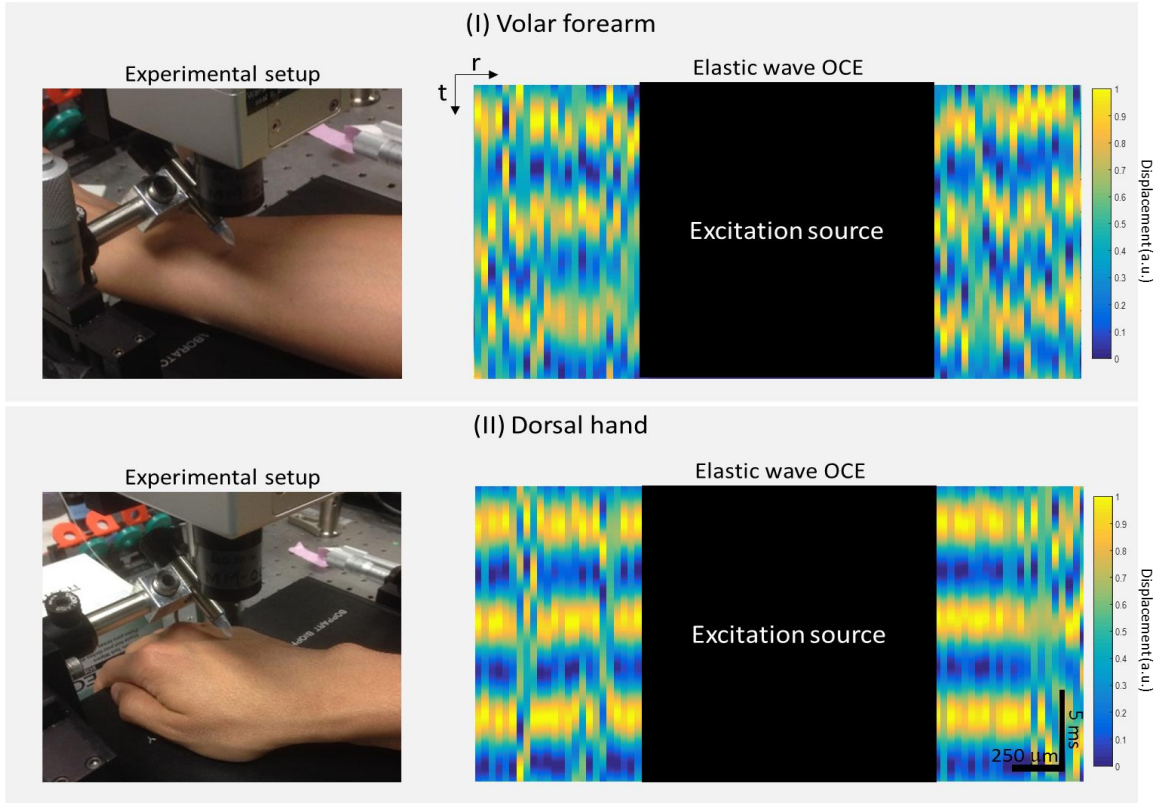 (I) Volar forearm
Experimental setup
Elastic wave OCE
r
t
Excitation source
1
0.9
0.8
0.7
0.6
0.5
0.4
0.3
0.2
0.1
0
Displacement(a.u.)
(II) Dorsal hand
Experimental setup
Elastic wave OCE
Excitation source
5 ms
250 um
1
0.9
0.8
0.7
0.6
0.5
0.4
0.3
0.2
0.1
0
Displacement(a.u.)